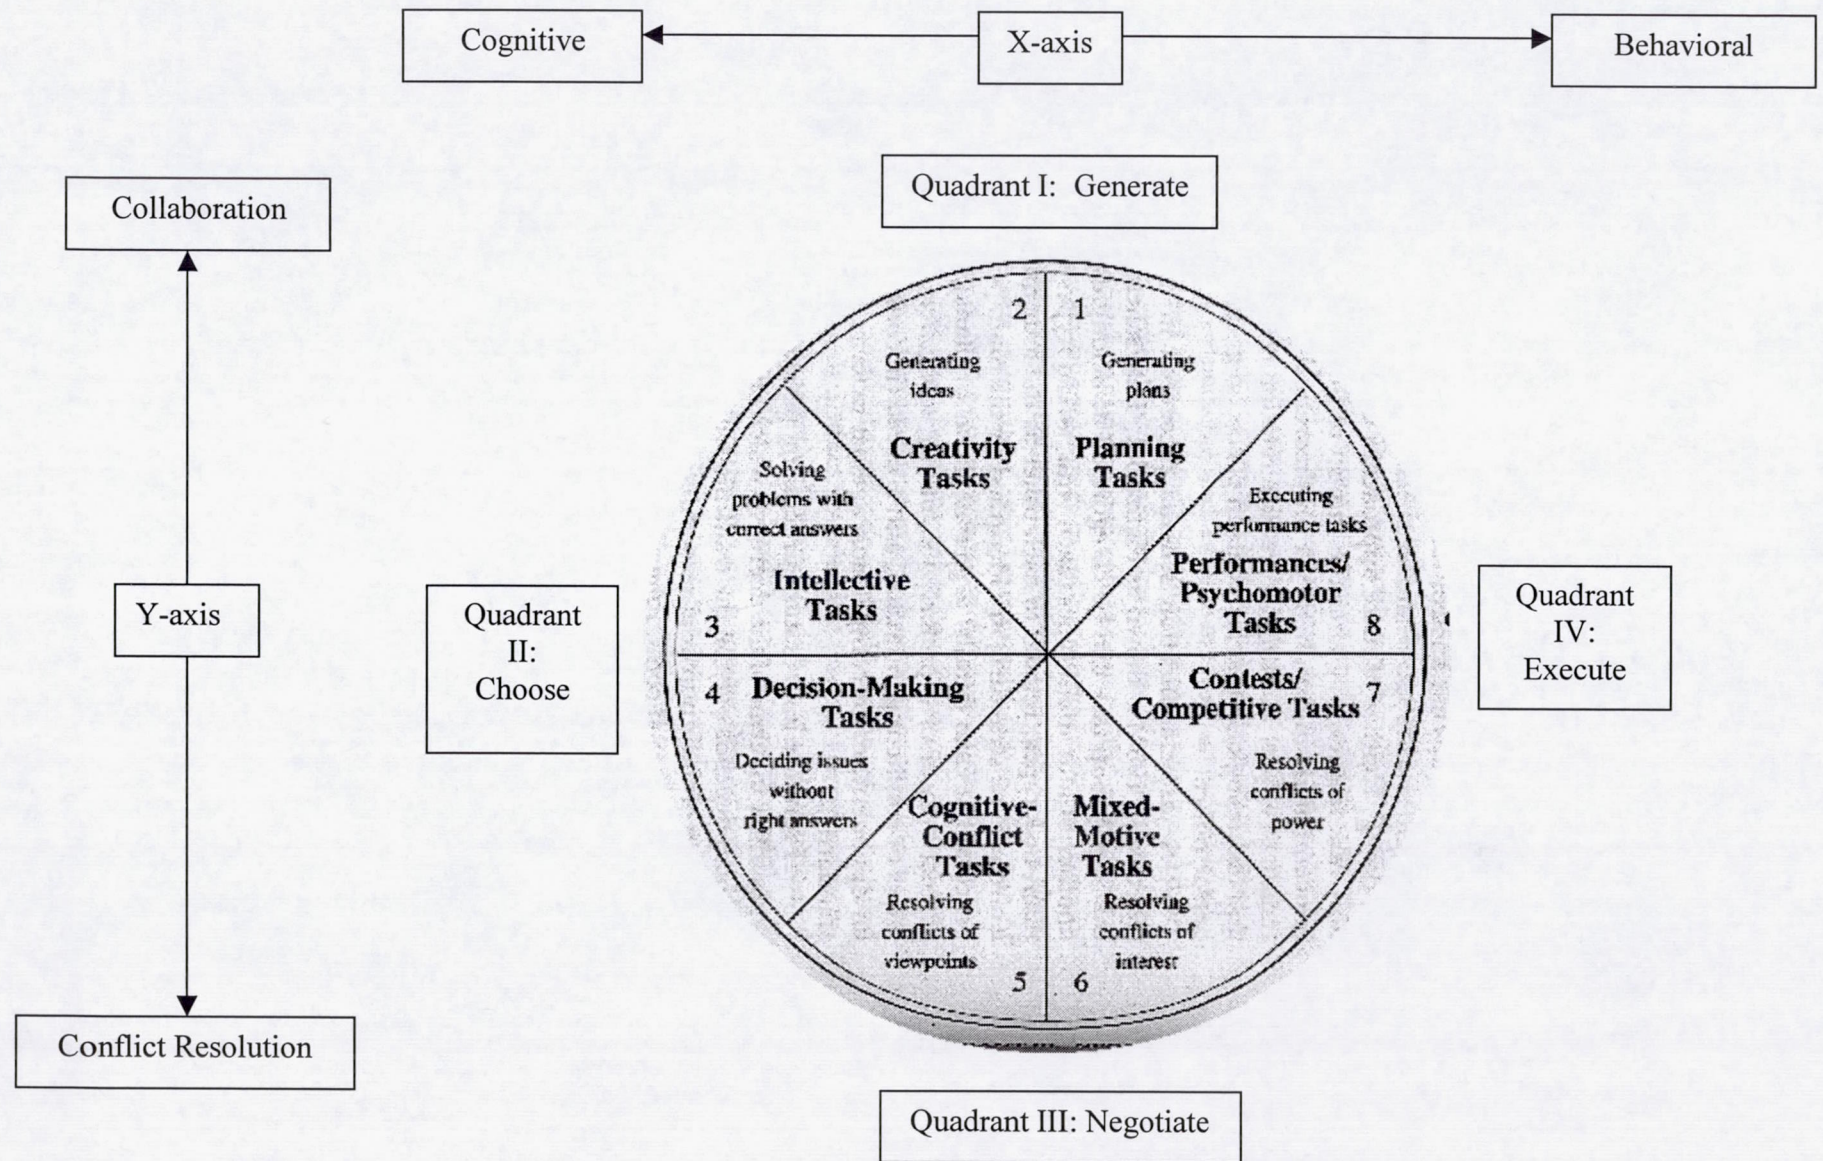 Cognitive
X-axis
Behavioral
Quadrant I: Generate
Collaboration
Y-axis
Conflict Resolution
Quadrant
II:
Choose
2
1
Generating
ideas
Creativity
Tasks
Generating
plans
Planning
Tasks
Solving
problems with
correct answers
Intellective
Tasks
3
Executing
performance tasks
Performances/
Psychomotor
Tasks
8
4
Decision-Making
Tasks
Deciding issues
without
right answers
Contests/
Competitive Tasks
7
Resolving
conflicts of
power
Cognitive-
Conflict
Tasks
Resolving
conflicts of
viewpoints
5
Mixed-
Motive
Tasks
Resolving
conflicts of
interest
6
Quadrant
IV:
Execute
Quadrant III: Negotiate